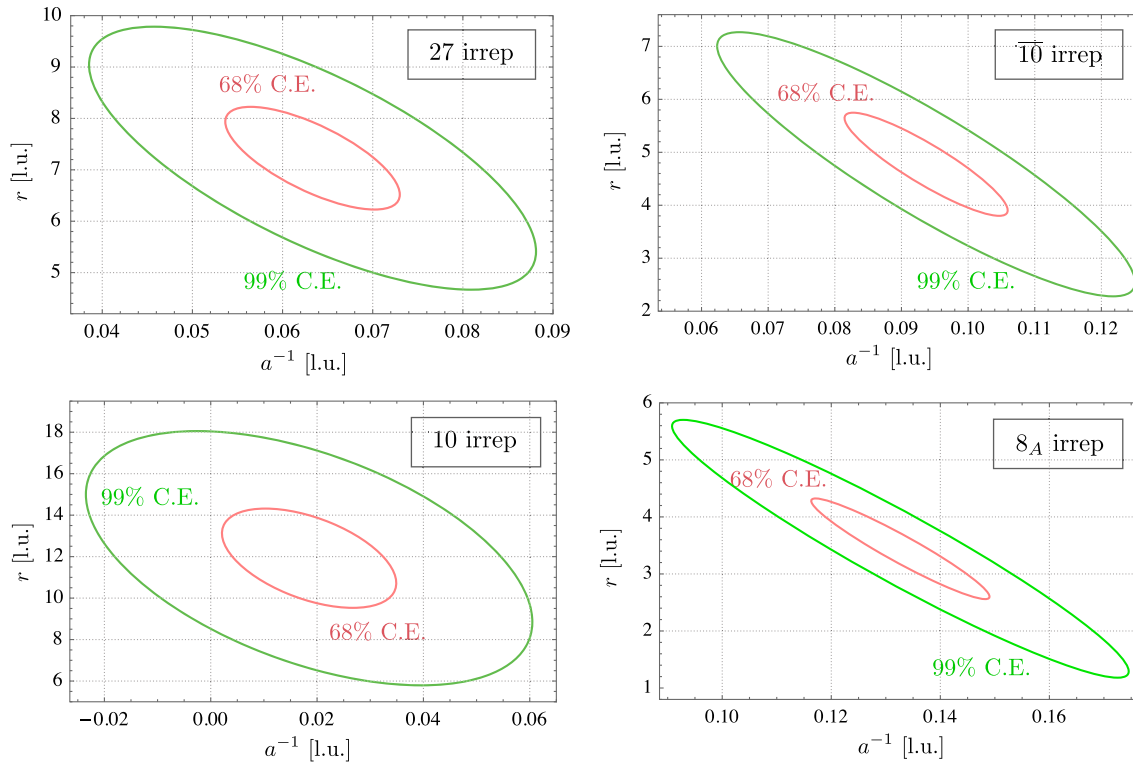 27 irrep
68% C.E.
99% C.E.
r [l.u.]
10
9
8
7
6
5
0.04 0.05 0.06 0.07 0.08 0.09
a⁻¹ [l.u.]
1̅0̅ irrep
68% C.E.
99% C.E.
r [l.u.]
7
6
5
4
3
2
0.06 0.07 0.08 0.09 0.10 0.11 0.12
a⁻¹ [l.u.]
10 irrep
99% C.E.
68% C.E.
r [l.u.]
18
16
14
12
10
8
6
−0.02 0.00 0.02 0.04 0.06
a⁻¹ [l.u.]
8_A irrep
68% C.E.
99% C.E.
r [l.u.]
6
5
4
3
2
1
0.10 0.12 0.14 0.16
a⁻¹ [l.u.]